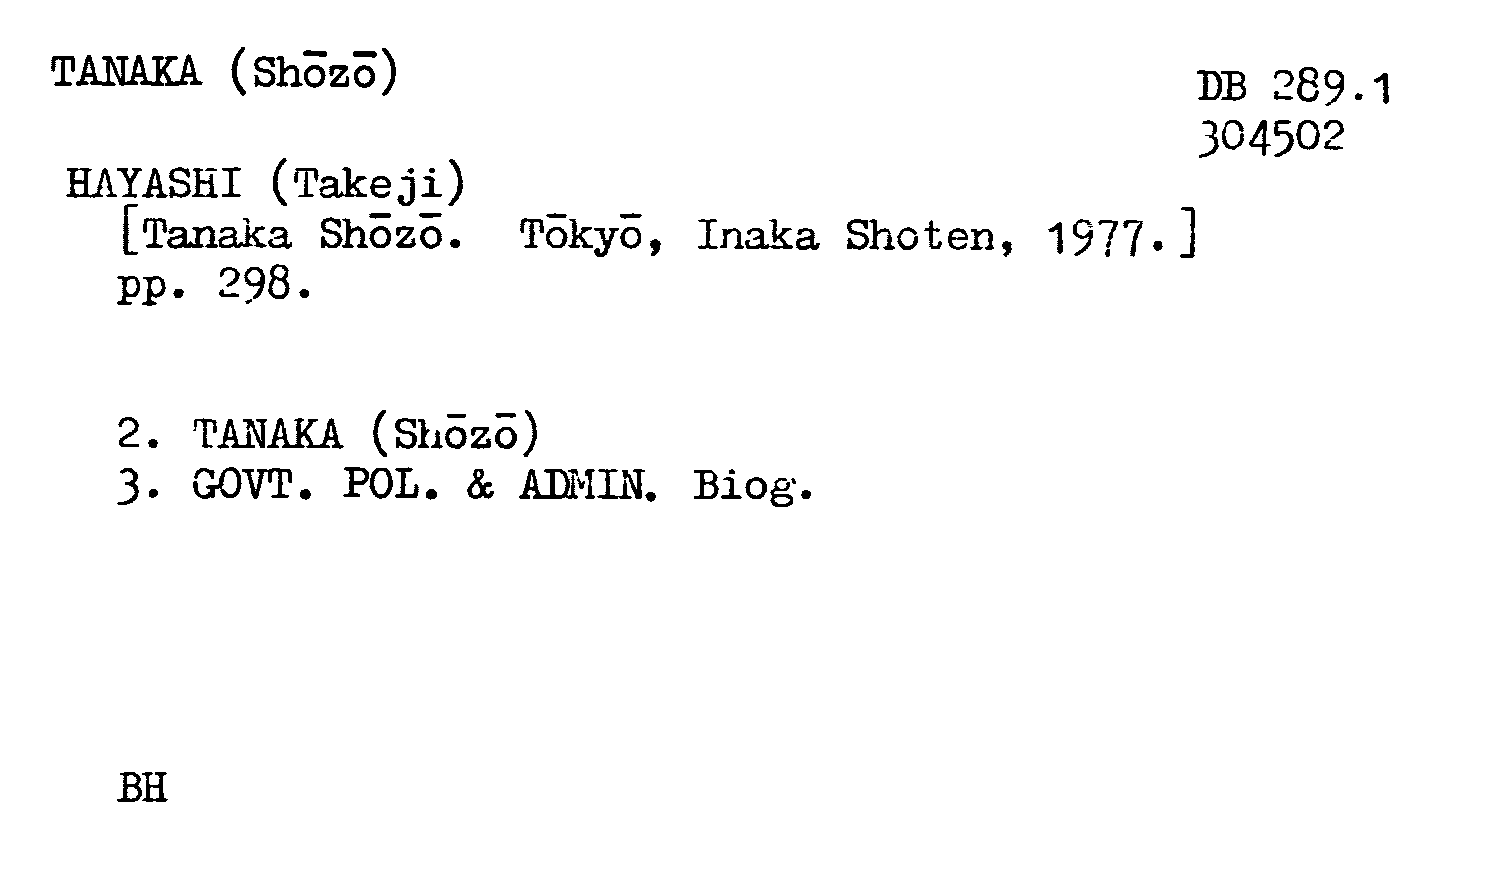 TANAKA (Shōzō)
DB 289.1
304502
HAYASHI (Takeji)
[Tanaka Shōzō. Tōkyō, Inaka Shoten, 1977.]
pp. 298.
2. TANAKA (Shōzō)
3. GOVT. POL. & ADMIN. Biog.
BH